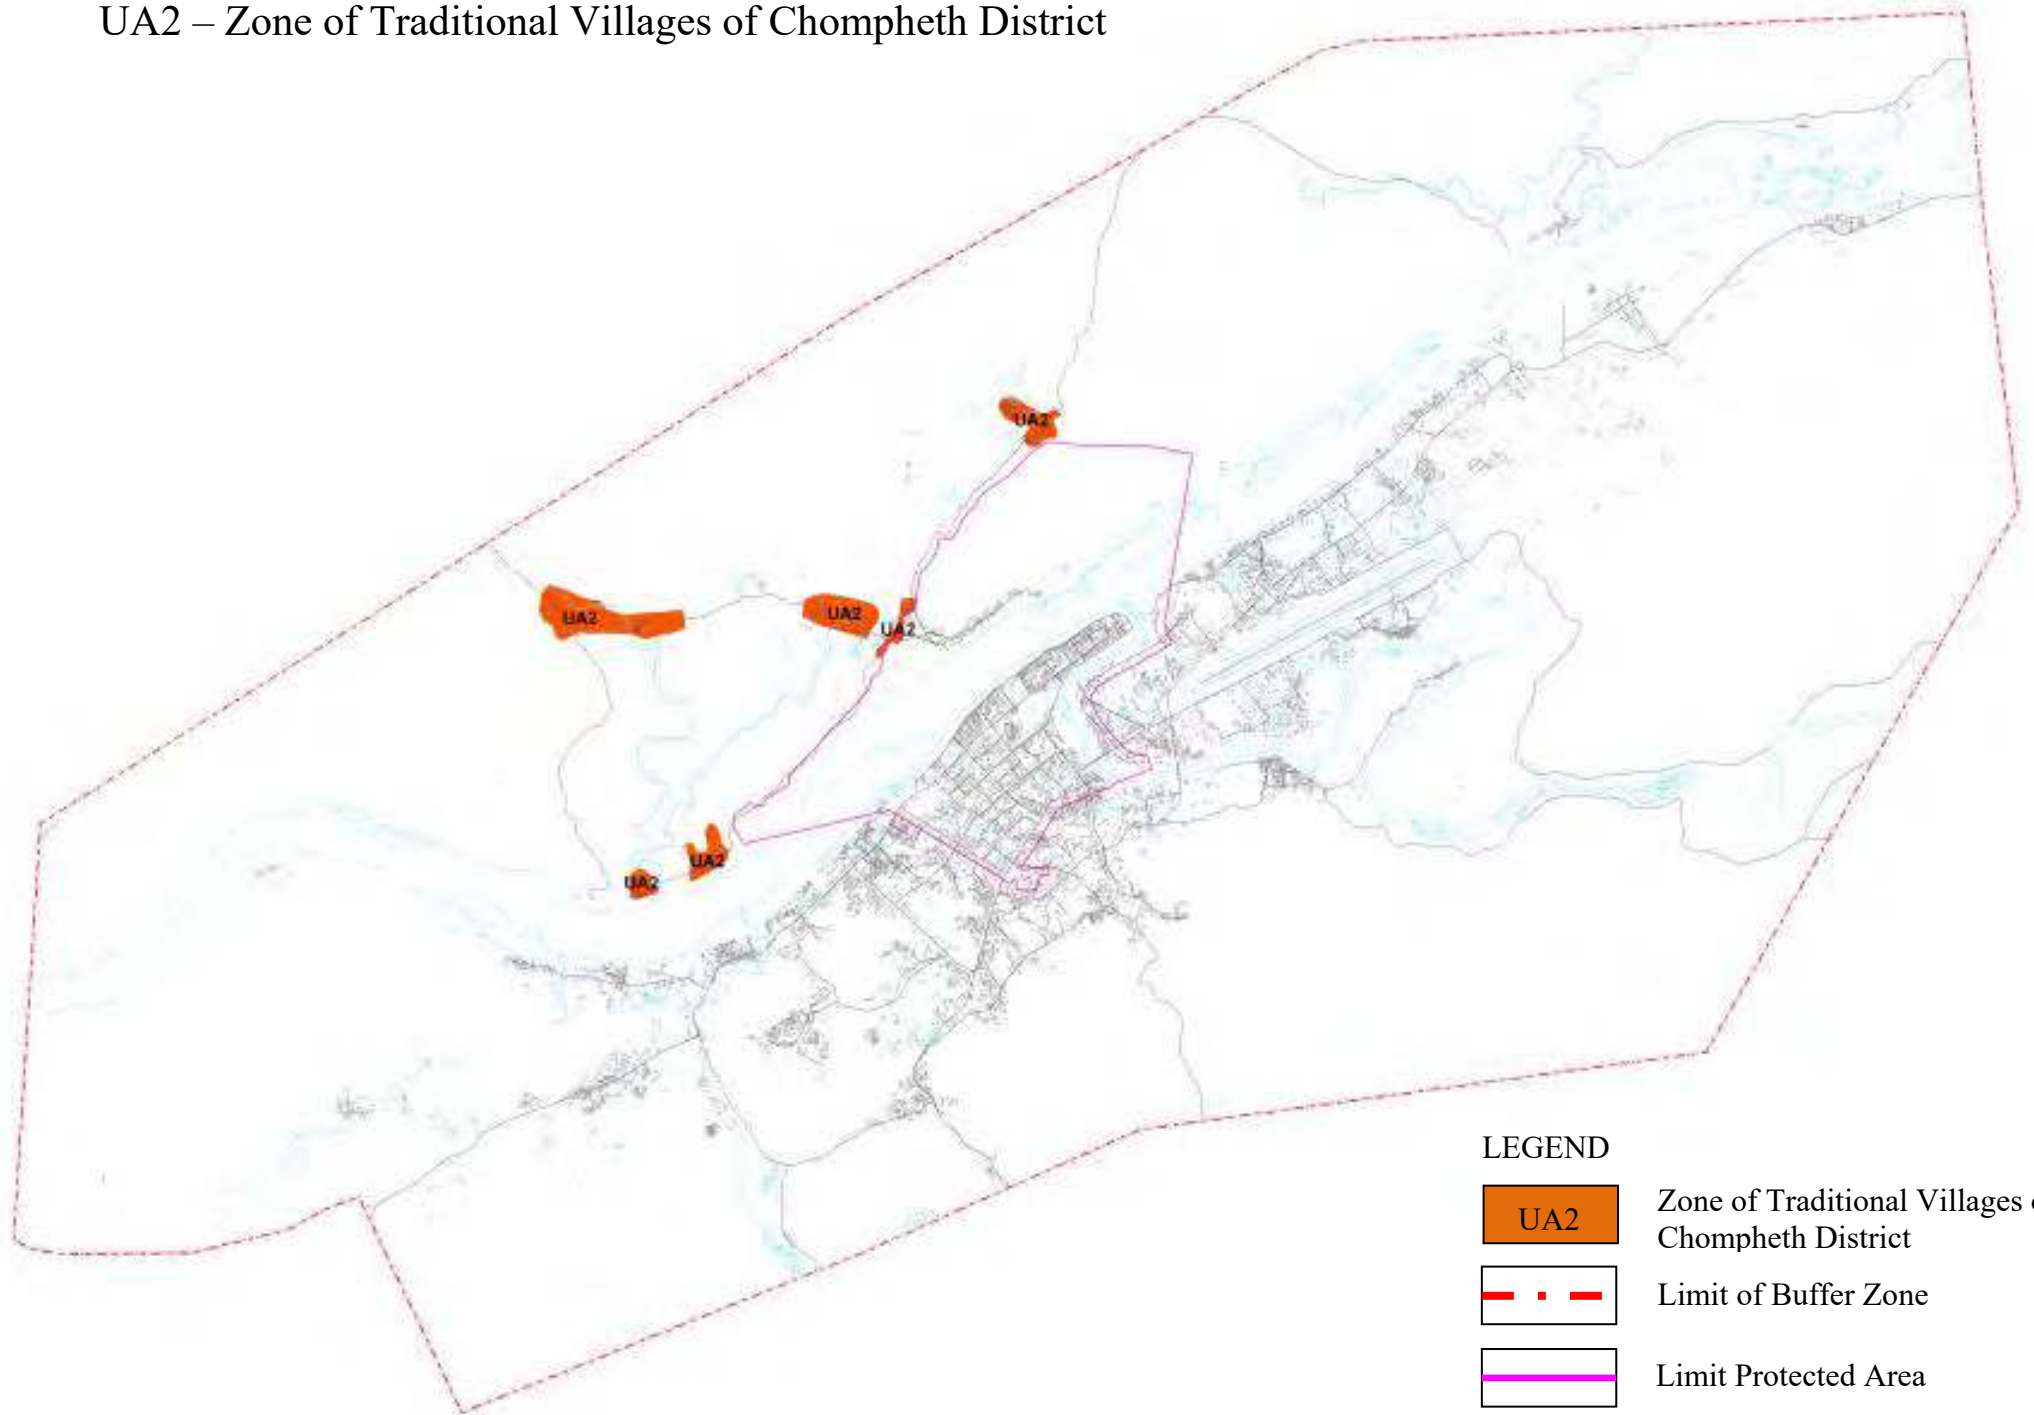 UA2 – Zone of Traditional Villages of Chompheth District
UA2
UA2
UA2
UA2
UA2
UA2
LEGEND
UA2
Zone of Traditional Villages
Chompheth District
Limit of Buffer Zone
Limit Protected Area